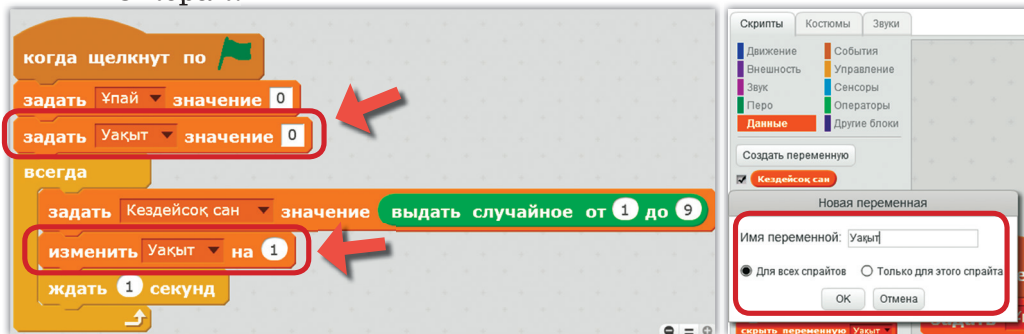 когда щелкнут по
задать Ұпай значение 0
задать Уақыт значение 0
всегда
задать Кездейсоқ сан значение выдать случайное от 1 до 9
изменить Уақыт на 1
ждать 1 секунд
Скрипты Костюмы Звуки
Движение События
Внешность Управление
Звук Сенсоры
Перо Операторы
Данные Другие блоки
Создать переменную
Кездейсоқ сан
Новая переменная
Имя переменной: Уақыт
Для всех спрайтов Только для этого спрайта
OK Отмена
скрыть переменную Уақыт